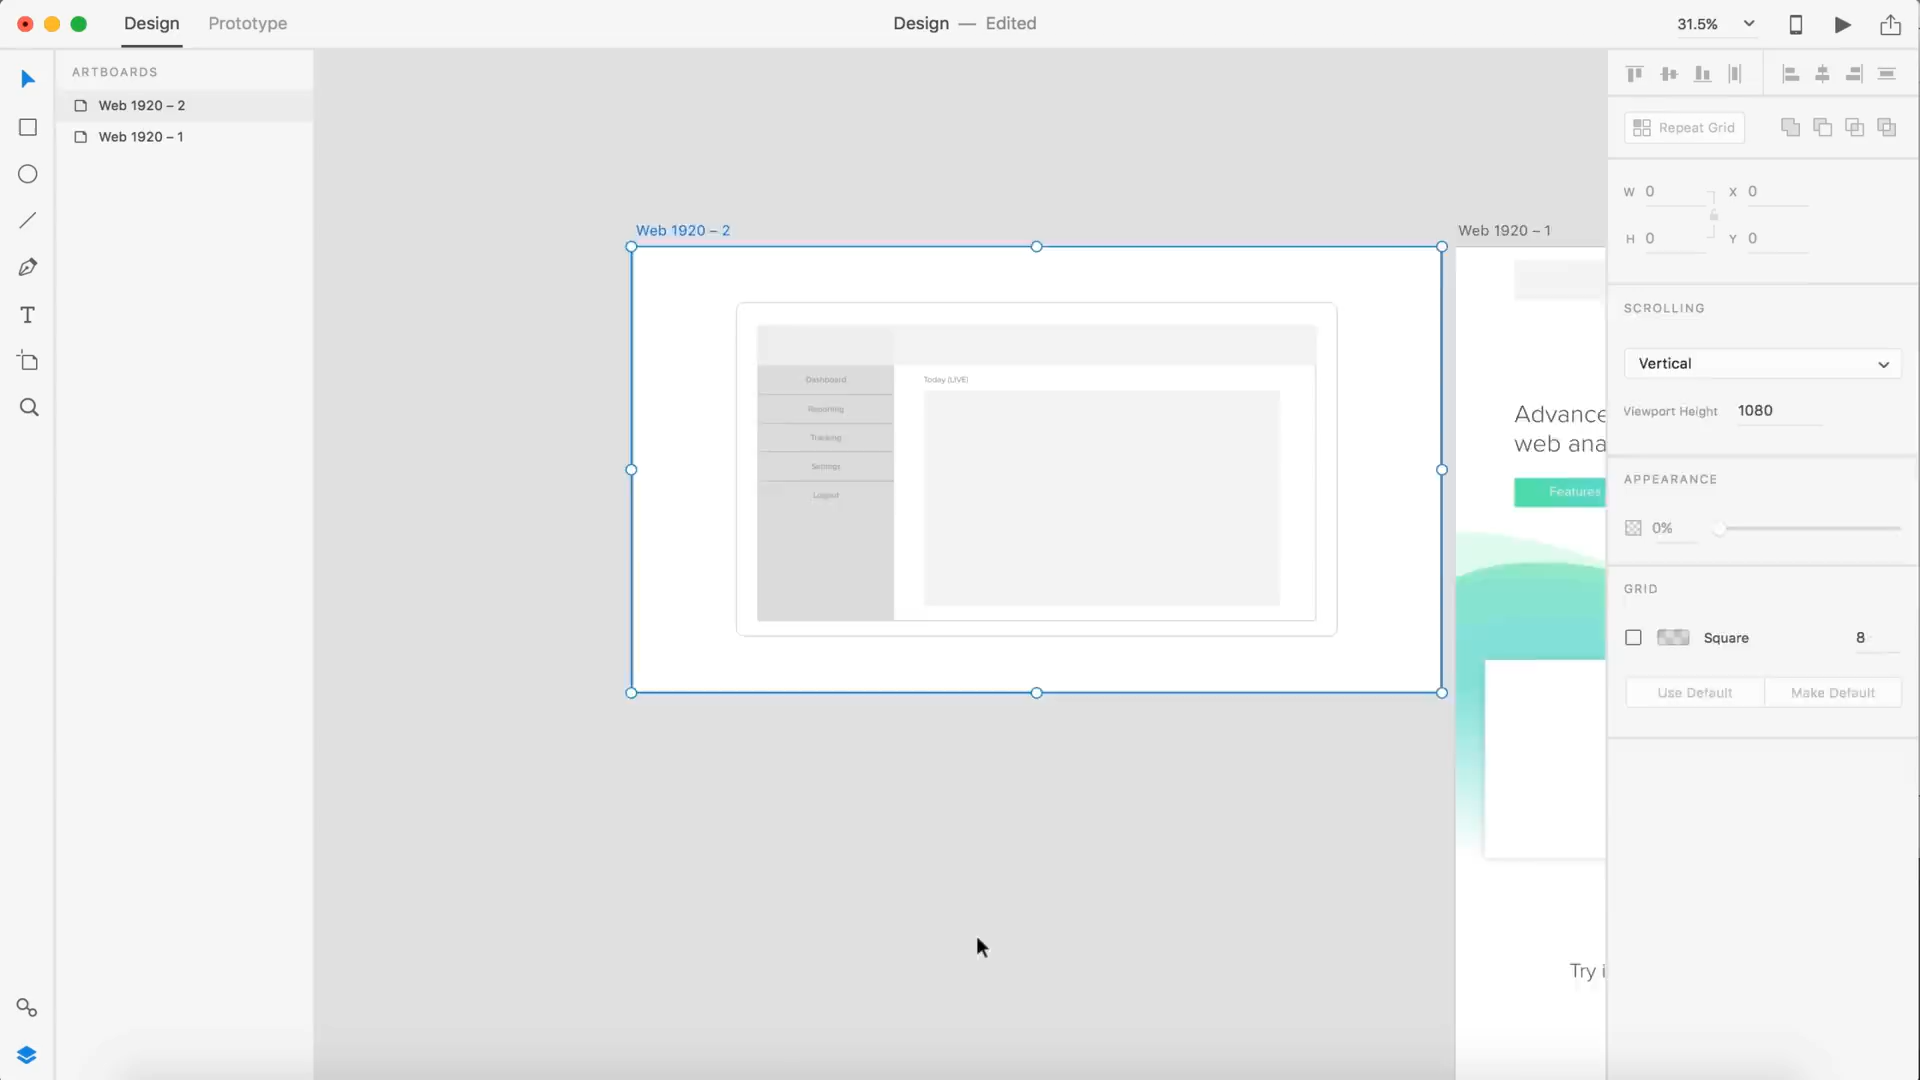 Design
Prototype
Design — Edited
31.5%
ARTBOARDS
Web 1920 – 2
Web 1920 – 1
Web 1920 – 2
Dashboard
Reporting
Tracking
Settings
Logout
Today (LIVE)
Web 1920 – 1
Advance
web ana
Features
Try i
Repeat Grid
W 0 X 0
H 0 Y 0
SCROLLING
Vertical
Viewport Height 1080
APPEARANCE
0%
GRID
Square 8
Use Default Make Default